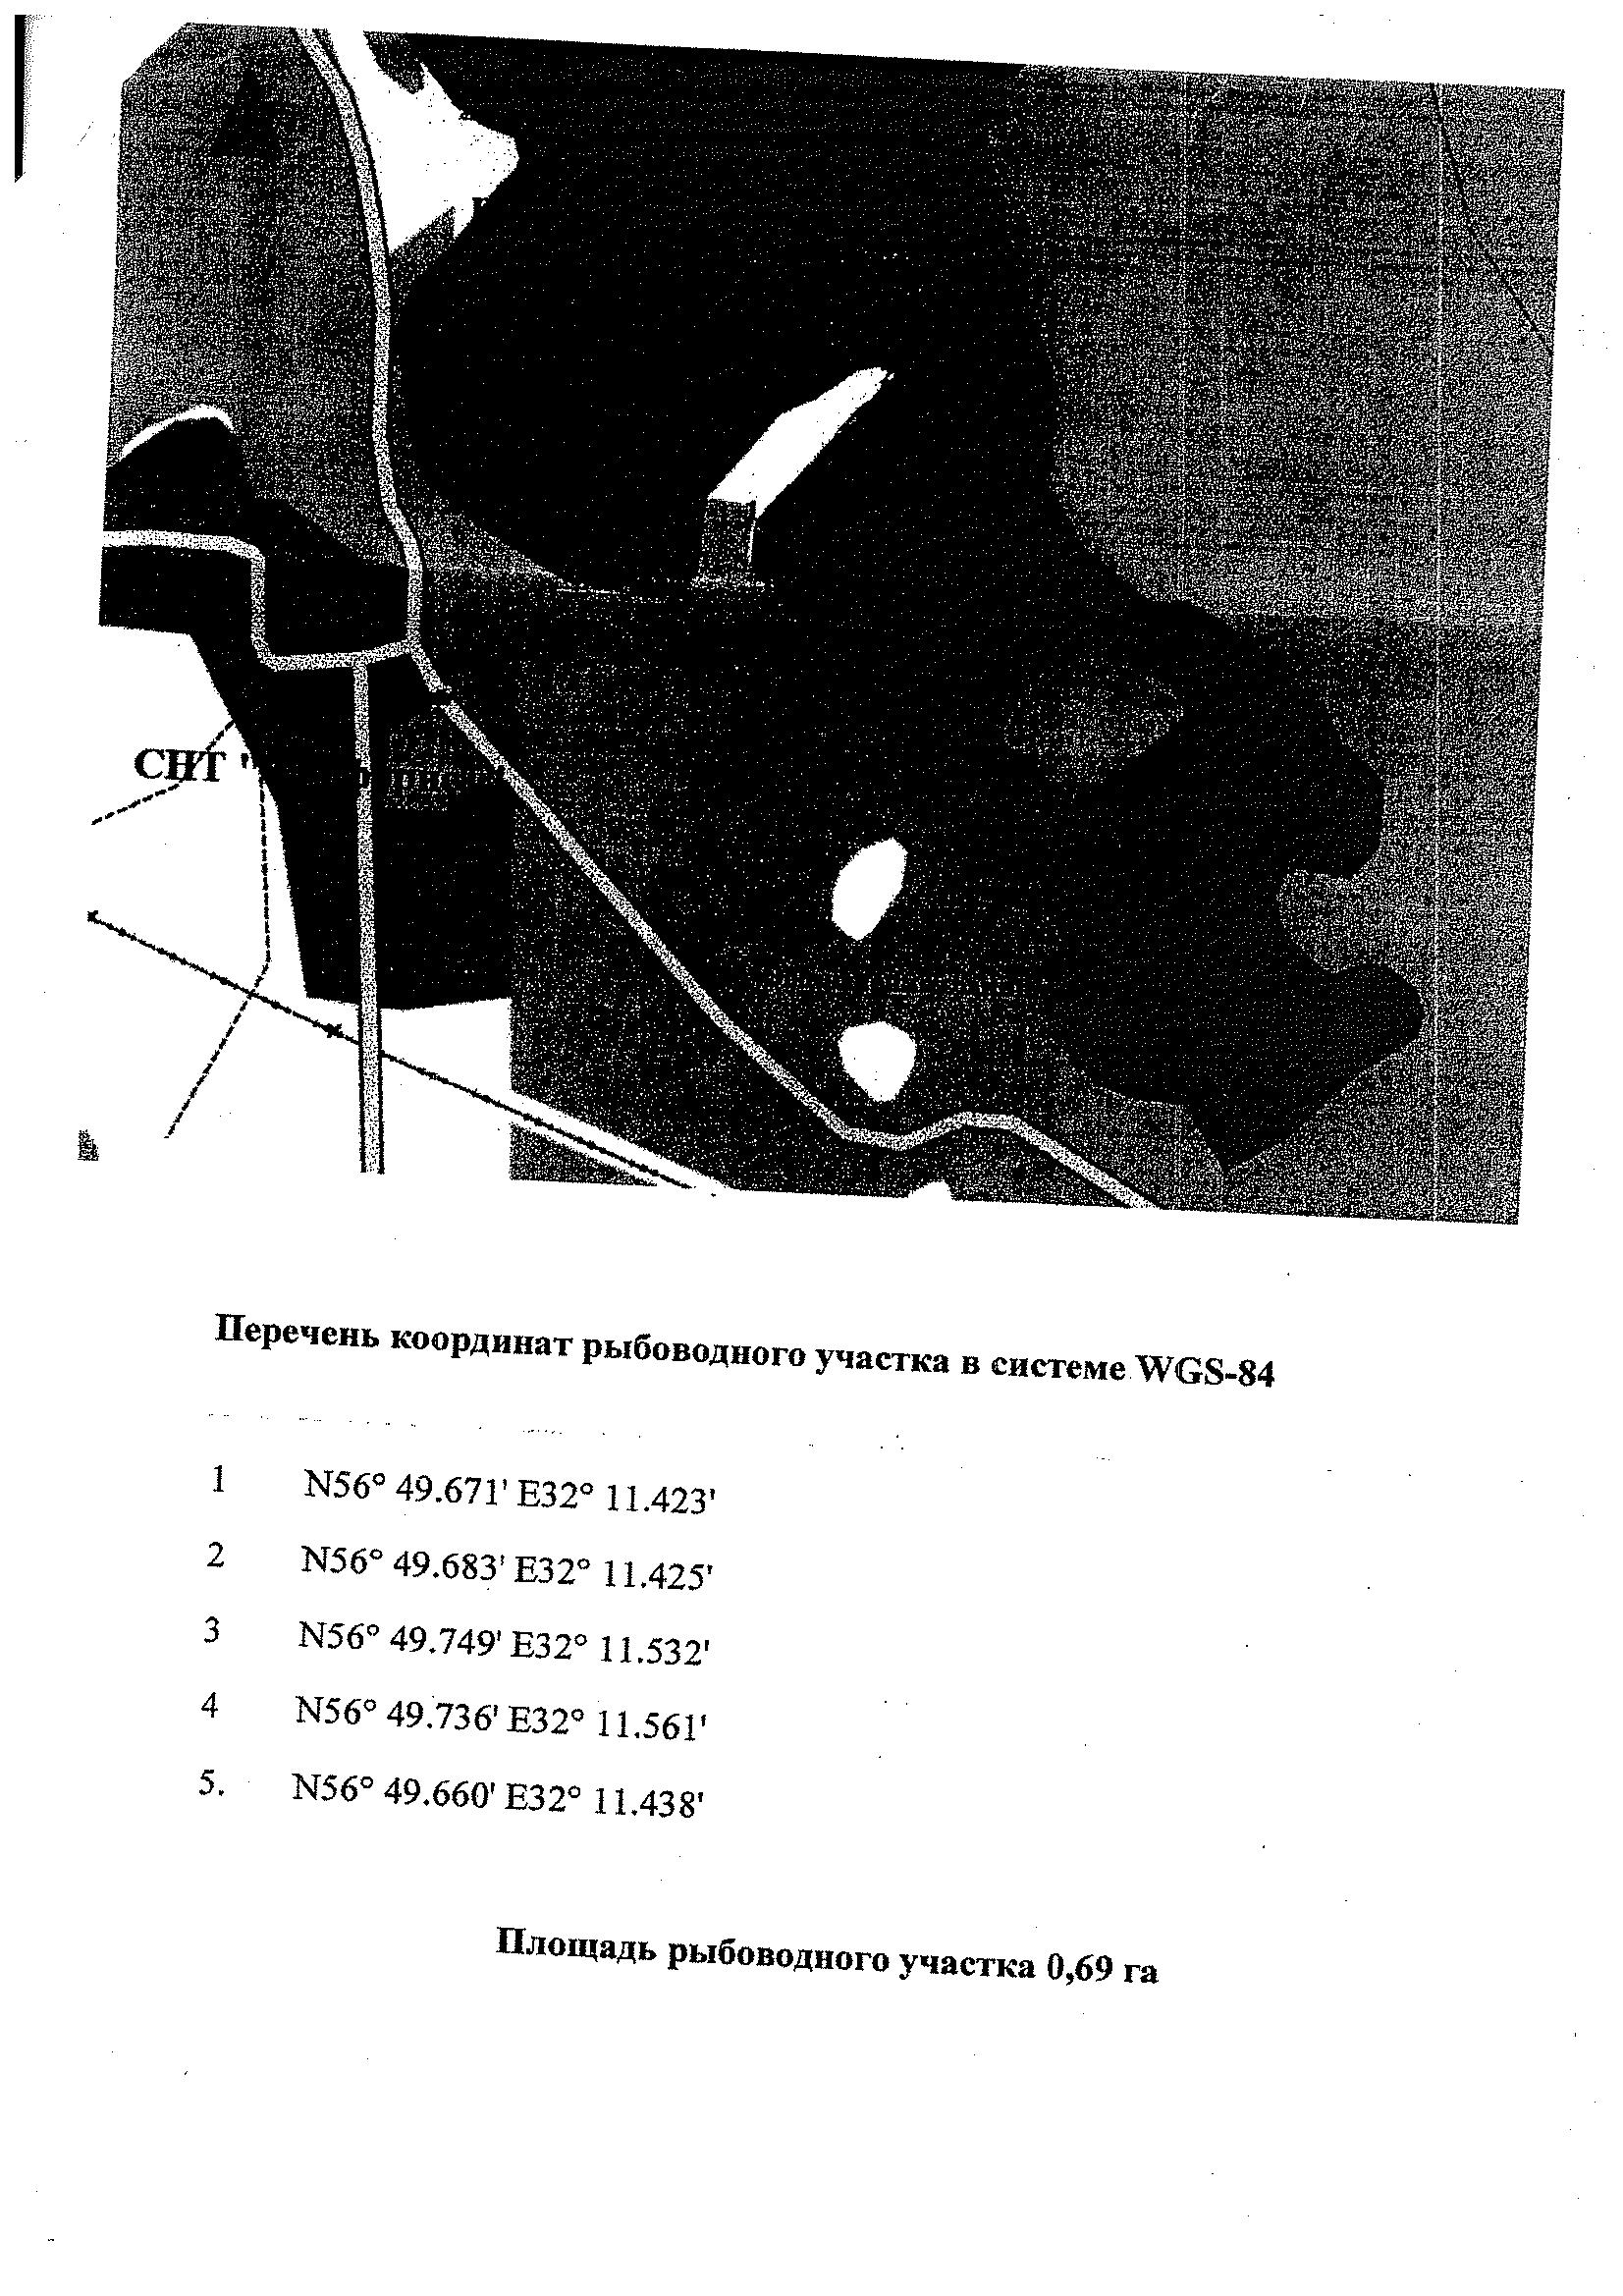 СНТ "
Перечень координат рыбоводного участка в системе WGS-84
1 N56° 49.671' E32° 11.423'
2 N56° 49.683' E32° 11.425'
3 N56° 49.749' E32° 11.532'
4 N56° 49.736' E32° 11.561'
5. N56° 49.660' E32° 11.438'
Площадь рыбоводного участка 0,69 га